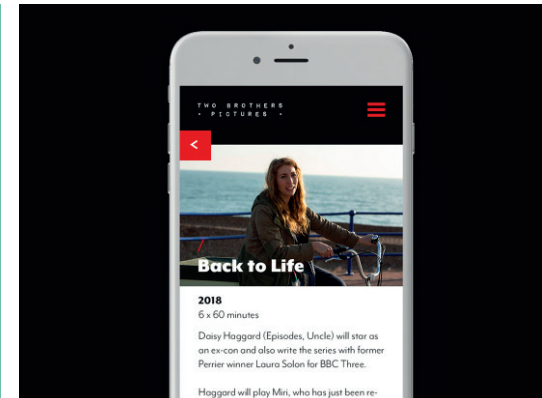 TWO BROTHERS
- PICTURES -
<
Back to Life
2018
6 x 60 minutes
Daisy Haggard (Episodes, Uncle) will star as
an ex-con and also write the series with former
Perrier winner Laura Solon for BBC Three.
Haggard will play Miri, who has just been re-